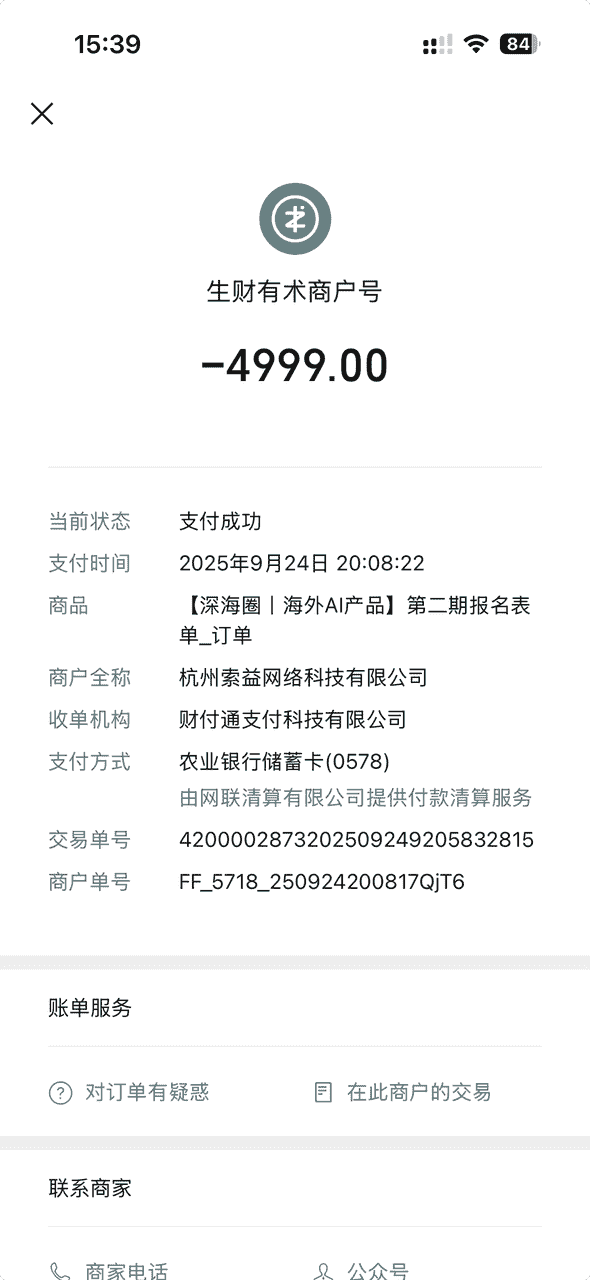 15:39
84
生财有术商户号
-4999.00
当前状态 支付成功
支付时间 2025年9月24日 20:08:22
商品 【深海圈丨海外AI产品】第二期报名表
单_订单
商户全称 杭州索益网络科技有限公司
收单机构 财付通支付科技有限公司
支付方式 农业银行储蓄卡(0578)
由网联清算有限公司提供付款清算服务
交易单号 4200002873202509249205832815
商户单号 FF_5718_250924200817QjT6
账单服务
对订单有疑惑 在此商户的交易
联系商家
商家电话 公众号